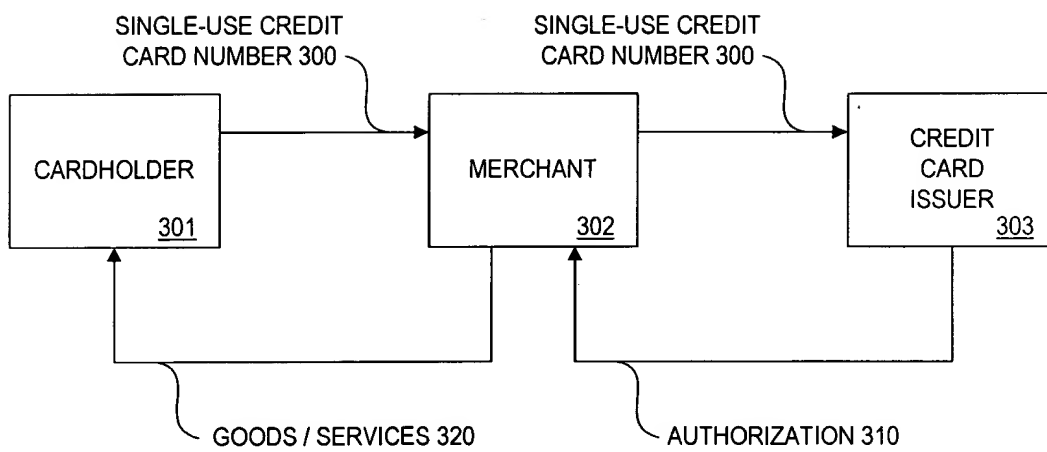 SINGLE-USE CREDIT
CARD NUMBER 300
SINGLE-USE CREDIT
CARD NUMBER 300
CARDHOLDER
301
MERCHANT
302
CREDIT
CARD
ISSUER
303
GOODS / SERVICES 320
AUTHORIZATION 310